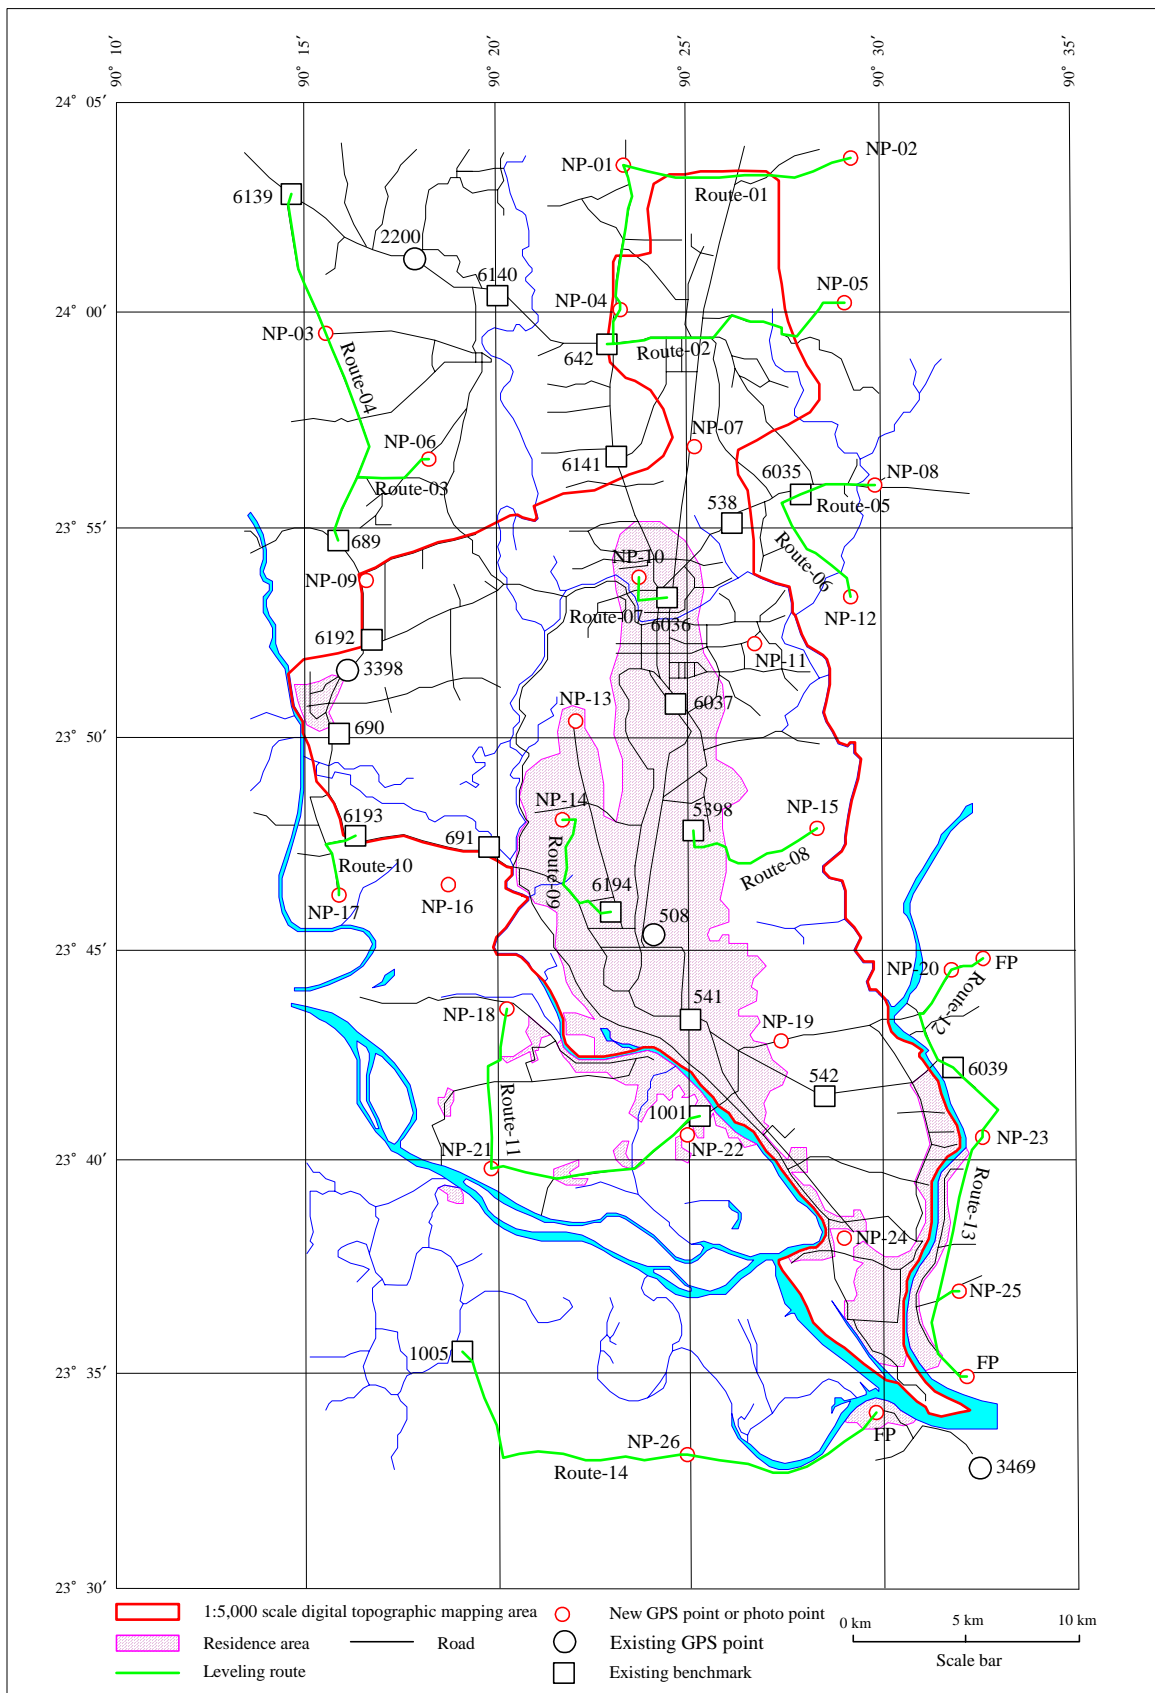 90° 10′
90° 15′
90° 20′
90° 25′
90° 30′
90° 35′
24° 05′
NP-01
NP-02
6139
Route-01
2200
6140
NP-05
NP-04
24° 00′
NP-03
642
Route-02
Route-04
NP-07
NP-06
6141
6035
NP-08
Route-03
538
Route-05
23° 55′
689
NP-10
Route-06
NP-09
Route-07
6036
NP-12
6192
NP-11
3398
NP-13
6037
690
23° 50′
NP-14
5398
NP-15
6193
691
Route-10
Route-09
Route-08
6194
NP-17
NP-16
508
23° 45′
NP-20
FP
541
Route-12
NP-18
NP-19
6039
542
1001
Route-11
NP-21
NP-22
NP-23
23° 40′
Route-13
NP-24
NP-25
1005
FP
23° 35′
NP-26
FP
Route-14
3469
23° 30′
1:5,000 scale digital topographic mapping area
New GPS point or photo point
0 km
5 km
10 km
Residence area
Road
Existing GPS point
Scale bar
Leveling route
Existing benchmark